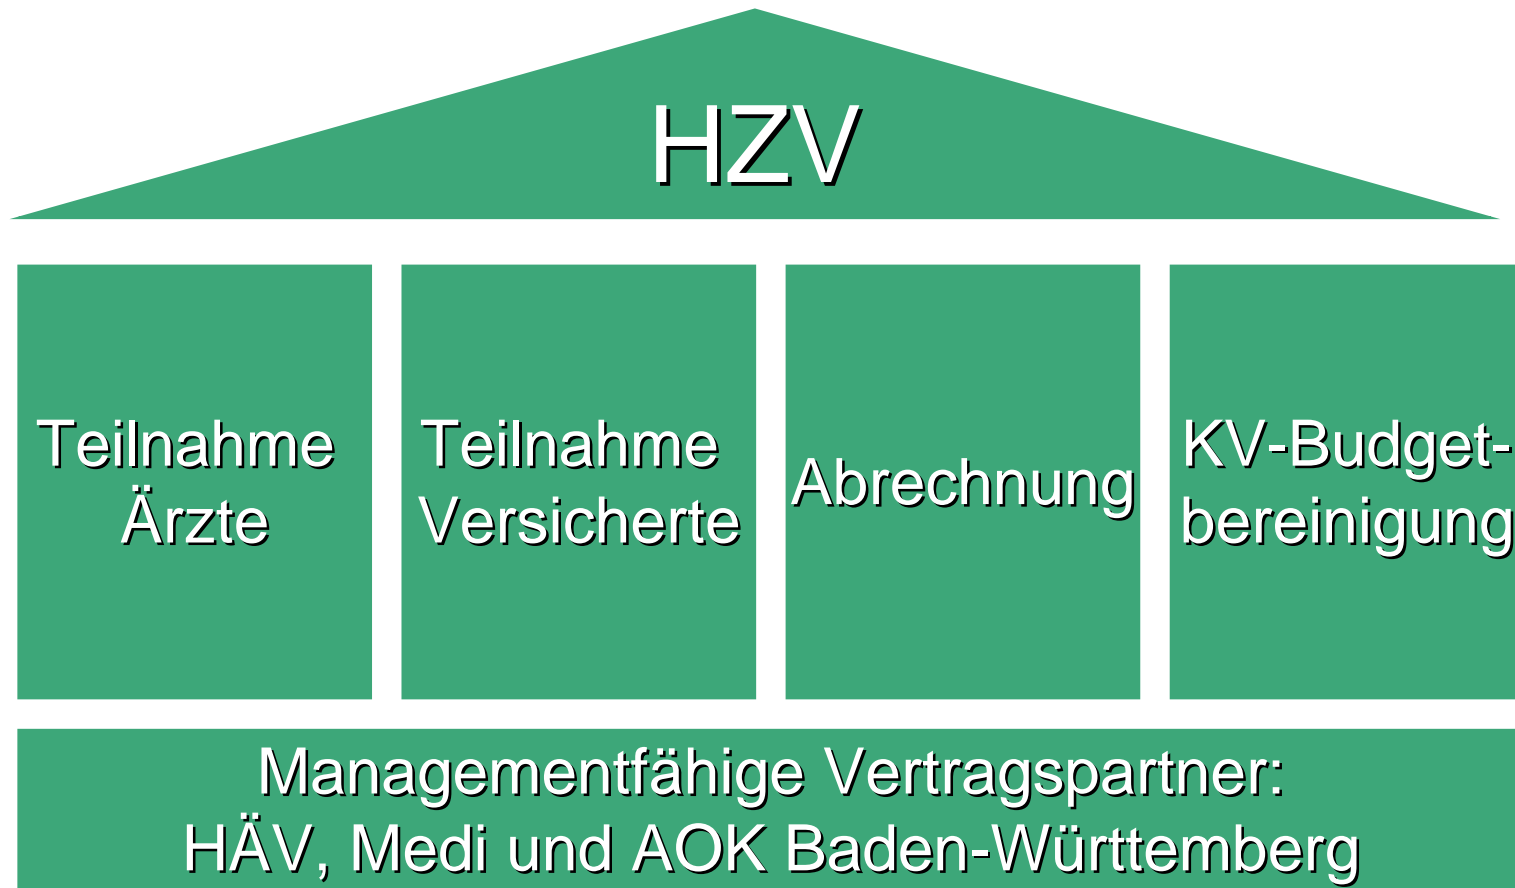 HZV
Teilnahme
Ärzte
Teilnahme
Versicherte
Abrechnung
KV-Budget-
bereinigung
Managementfähige Vertragspartner:
HÄV, Medi und AOK Baden-Württemberg